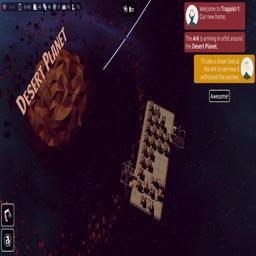 DESERT PLANET
Welcome to Trappist-1!
Our new home.
The Ark is arriving in orbit around
the Desert Planet.
I'll take a closer look at
the Ark to see how it
withstood the journey.
Awesome!